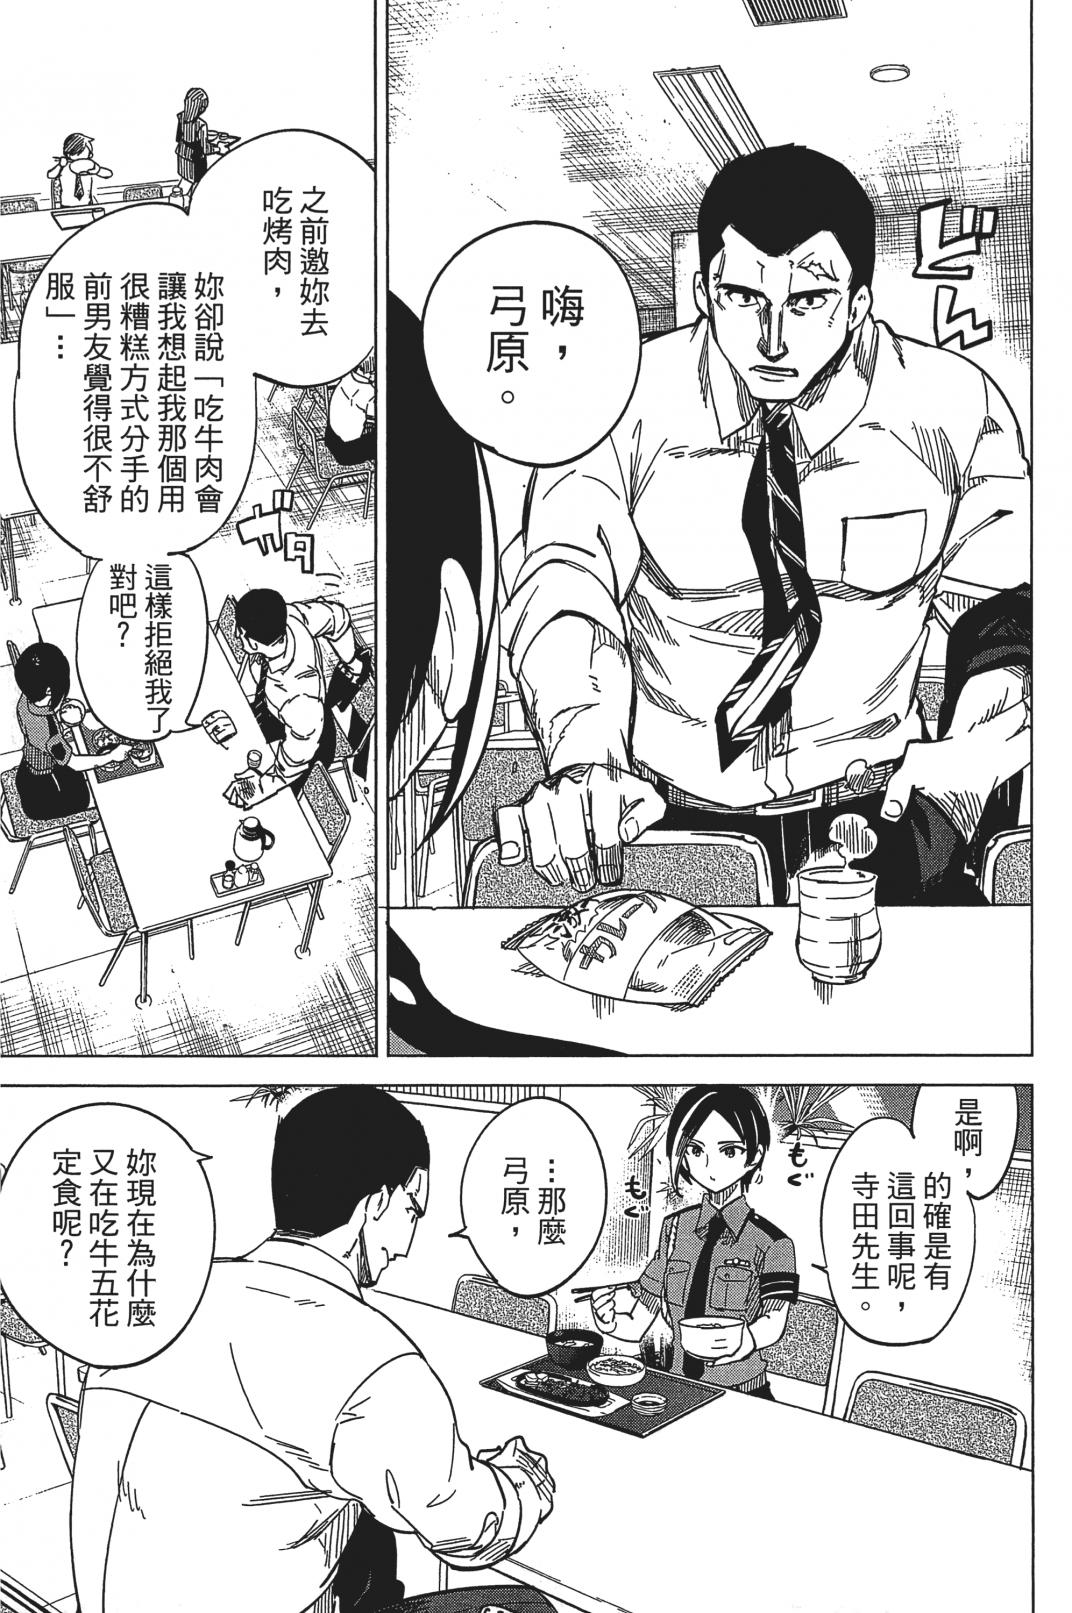 どん
嗨，
弓原。
カレー
之前邀妳去
吃烤肉，
妳卻說「吃牛肉會
讓我想起我那個用
很糟糕方式分手的
前男友覺得很不舒
服」…
ガタ
這樣拒絕我了
對吧？
是啊，
的確是有
這回事呢，
寺田先生。
もぐ
もぐ
…那麼
弓原，
妳現在為什麼
又在吃牛五花
定食呢？